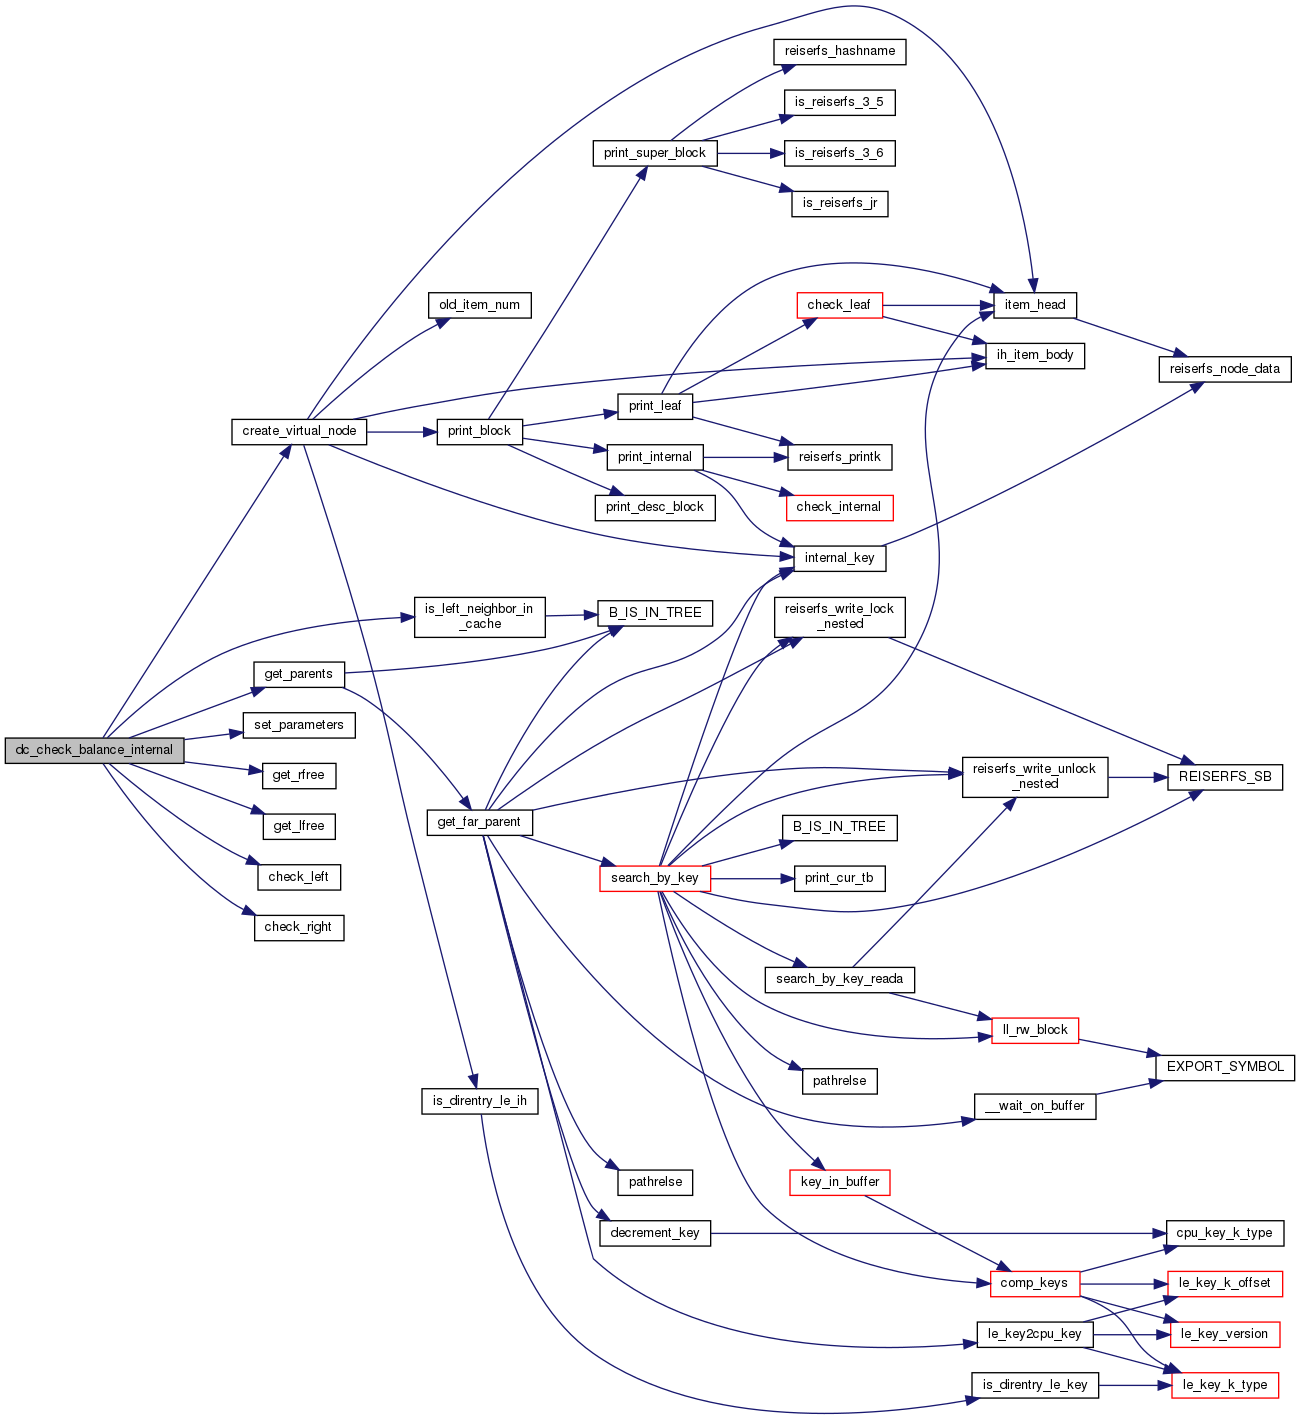 reiserfs_hashname
is_reiserfs_3_5
print_super_block
is_reiserfs_3_6
is_reiserfs_jr
old_item_num
check_leaf
item_head
ih_item_body
reiserfs_node_data
print_leaf
create_virtual_node
print_block
print_internal
reiserfs_printk
print_desc_block
check_internal
internal_key
is_left_neighbor_in
_cache
B_IS_IN_TREE
reiserfs_write_lock
_nested
get_parents
set_parameters
dc_check_balance_internal
get_rfree
reiserfs_write_unlock
_nested
REISERFS_SB
get_lfree
get_far_parent
B_IS_IN_TREE
check_left
search_by_key
print_cur_tb
check_right
search_by_key_reada
ll_rw_block
EXPORT_SYMBOL
pathrelse
is_direntry_le_ih
__wait_on_buffer
pathrelse
key_in_buffer
decrement_key
cpu_key_k_type
comp_keys
le_key_k_offset
le_key2cpu_key
le_key_version
is_direntry_le_key
le_key_k_type